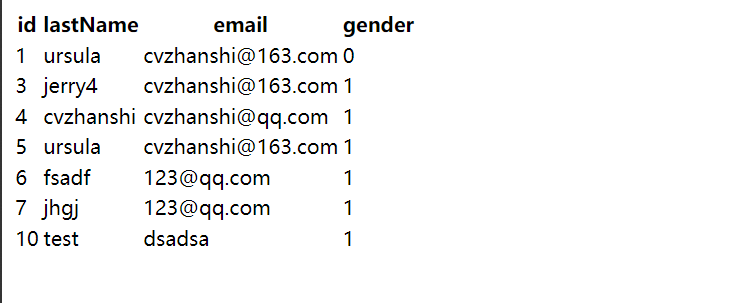 id lastName email gender
1 ursula cvzhanshi@163.com 0
3 jerry4 cvzhanshi@163.com 1
4 cvzhanshi cvzhanshi@qq.com 1
5 ursula cvzhanshi@163.com 1
6 fsadf 123@qq.com 1
7 jhgj 123@qq.com 1
10 test dsadsa 1